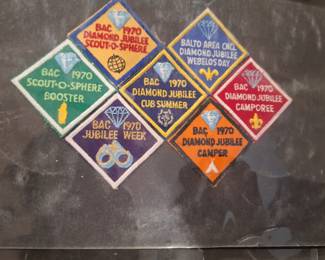 BAC 1970
DIAMOND JUBILEE
SCOUT-O-SPHERE
BALTO AREA CNCL
DIAMOND JUBILEE
WEBELOS DAY
BAC 1970
SCOUT-O-SPHERE
BOOSTER
BAC 1970
DIAMOND JUBILEE
CUB SUMMER
BAC 1970
DIAMOND JUBILEE
CAMPOREE
BAC 1970
JUBILEE WEEK
BAC 1970
DIAMOND JUBILEE
CAMPER